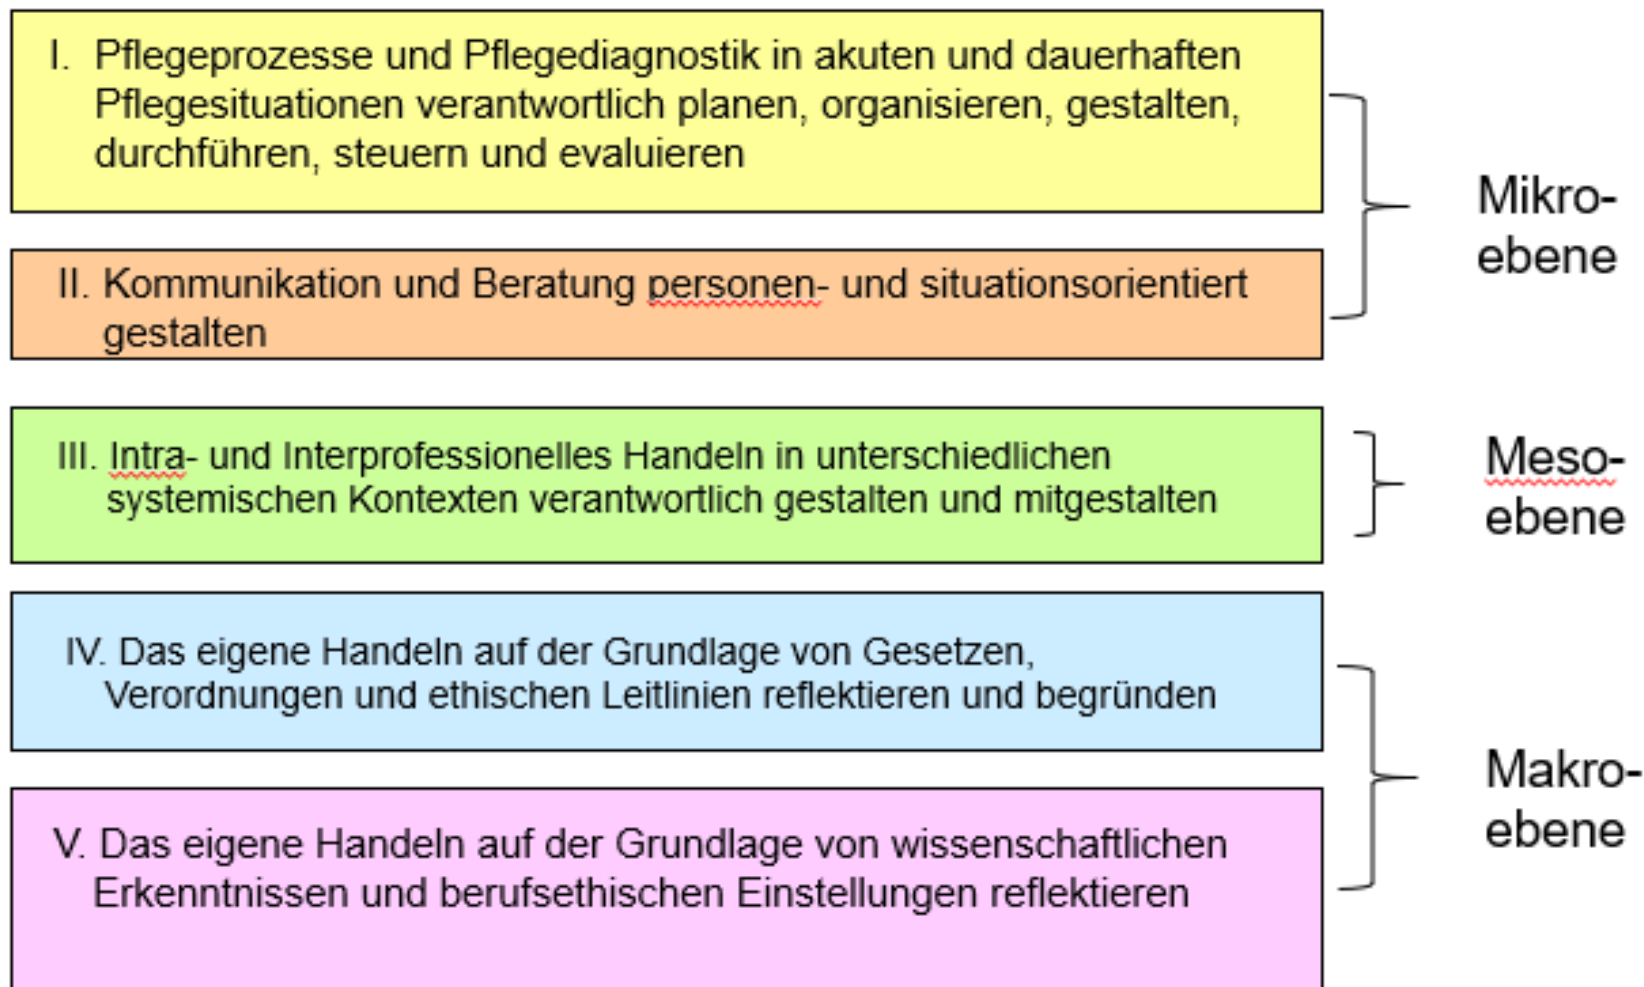 I. Pflegeprozesse und Pflegediagnostik in akuten und dauerhaften
Pflegesituationen verantwortlich planen, organisieren, gestalten,
durchführen, steuern und evaluieren
Mikro-
ebene
II. Kommunikation und Beratung personen- und situationsorientiert
gestalten
III. Intra- und Interprofessionelles Handeln in unterschiedlichen
systemischen Kontexten verantwortlich gestalten und mitgestalten
Meso-
ebene
IV. Das eigene Handeln auf der Grundlage von Gesetzen,
Verordnungen und ethischen Leitlinien reflektieren und begründen
Makro-
ebene
V. Das eigene Handeln auf der Grundlage von wissenschaftlichen
Erkenntnissen und berufsethischen Einstellungen reflektieren